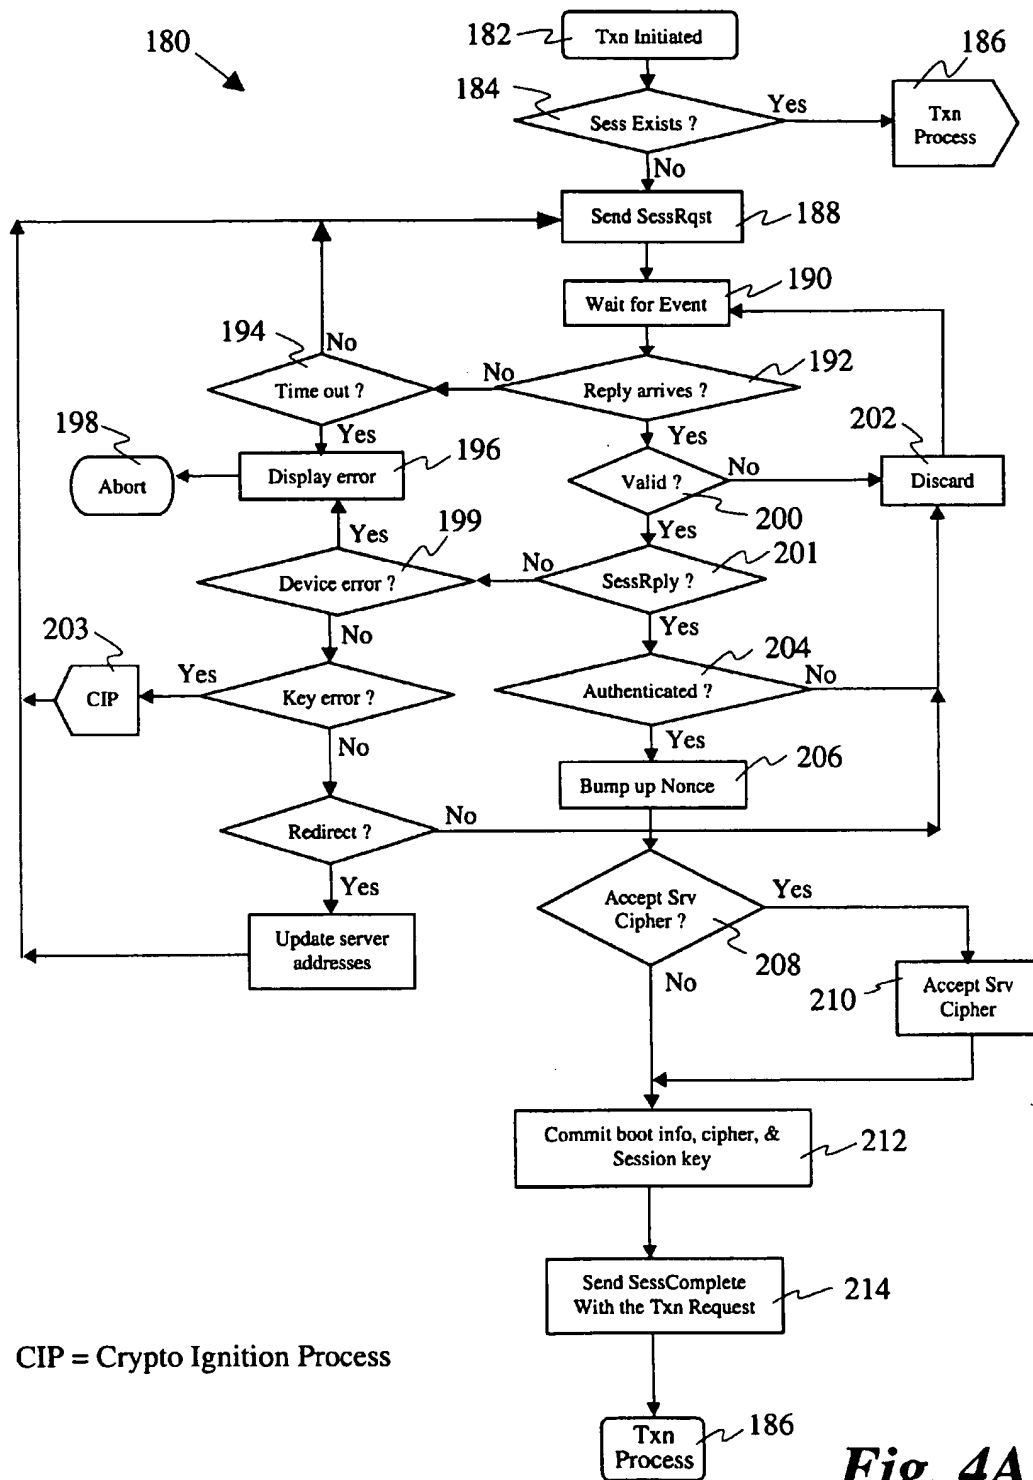 182
Txn Initiated
180
186
184
Sess Exists ?
Yes
Txn
Process
No
Send SessRqst
188
Wait for Event
190
194
No
Time out ?
No
Reply arrives ?
192
198
Yes
Yes
202
Abort
Display error
196
Valid ?
No
Discard
200
Yes
199
Yes
Device error ?
No
SessRply ?
201
203
No
Yes
204
CIP
Yes
Key error ?
Authenticated ?
No
No
Yes
Bump up Nonce
206
Redirect ?
No
Yes
Accept Srv
Cipher ?
Yes
208
Update server
addresses
No
210
Accept Srv
Cipher
Commit boot info, cipher, &
Session key
212
Send SessComplete
With the Txn Request
214
CIP = Crypto Ignition Process
Txn
Process
186
Fig. 4A